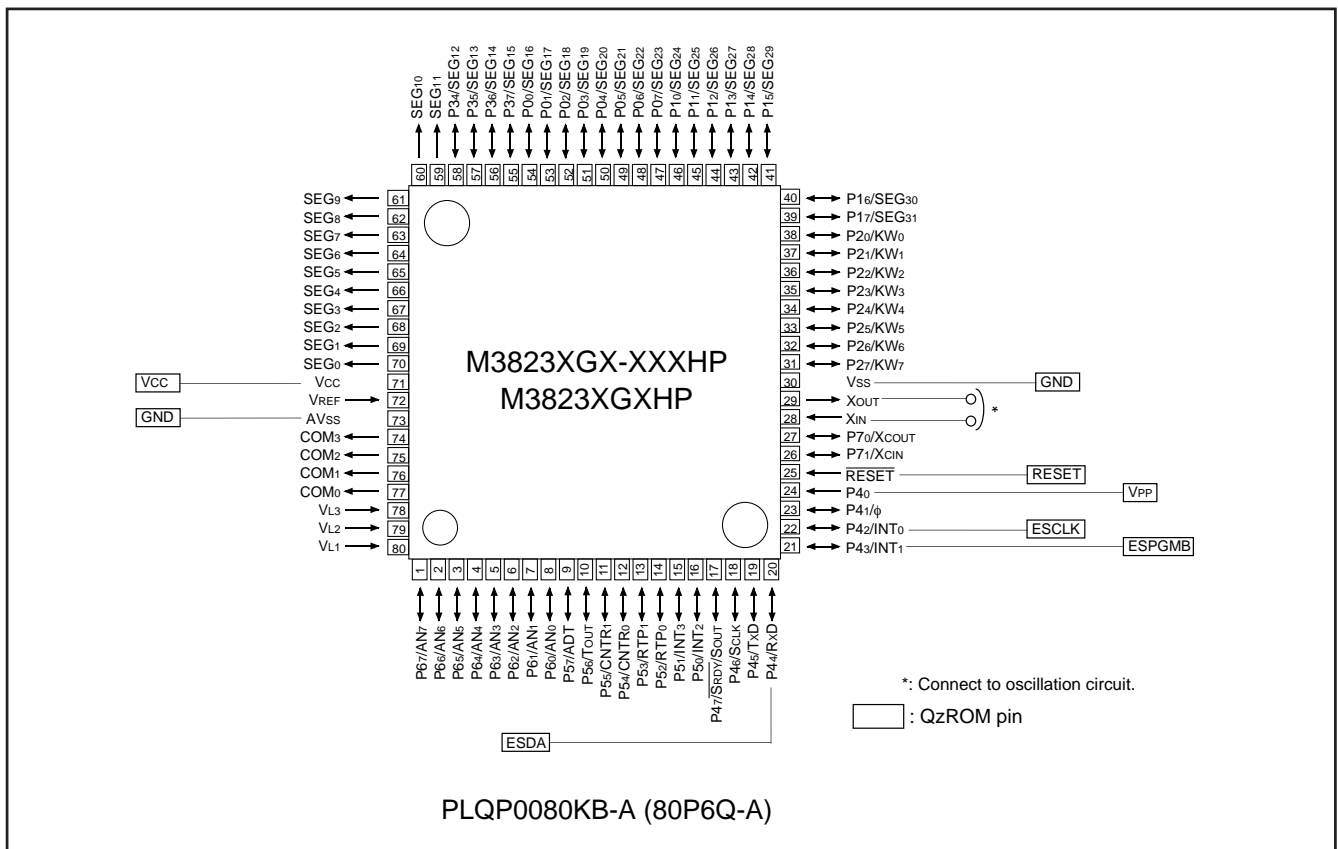 SEG10
SEG11
P34/SEG12
P35/SEG13
P36/SEG14
P37/SEG15
P00/SEG16
P01/SEG17
P02/SEG18
P03/SEG19
P04/SEG20
P05/SEG21
P06/SEG22
P07/SEG23
P10/SEG24
P11/SEG25
P12/SEG26
P13/SEG27
P14/SEG28
P15/SEG29
60 59 58 57 56 55 54 53 52 51 50 49 48 47 46 45 44 43 42 41
SEG9 61
SEG8 62
SEG7 63
SEG6 64
SEG5 65
SEG4 66
SEG3 67
SEG2 68
SEG1 69
SEG0 70
VCC VCC 71
VREF 72
GND AVSS 73
COM3 74
COM2 75
COM1 76
COM0 77
VL3 78
VL2 79
VL1 80
M3823XGX-XXXHP
M3823XGXHP
40 P16/SEG30
39 P17/SEG31
38 P20/KW0
37 P21/KW1
36 P22/KW2
35 P23/KW3
34 P24/KW4
33 P25/KW5
32 P26/KW6
31 P27/KW7
30 VSS GND
29 XOUT
*
28 XIN
27 P70/XCOUT
26 P71/XCIN
25 RESET RESET
24 P40 VPP
23 P41/ϕ
22 P42/INT0 ESCLK
21 P43/INT1 ESPGMB
1 2 3 4 5 6 7 8 9 10 11 12 13 14 15 16 17 18 19 20
P67/AN7
P66/AN6
P65/AN5
P64/AN4
P63/AN3
P62/AN2
P61/AN1
P60/AN0
P57/ADT
P56/TOUT
P55/CNTR1
P54/CNTR0
P53/RTP1
P52/RTP0
P51/INT3
P50/INT2
P47/SRDY/SOUT
P46/SCLK
P45/TXD
P44/RXD
ESDA
*: Connect to oscillation circuit.
: QzROM pin
PLQP0080KB-A (80P6Q-A)